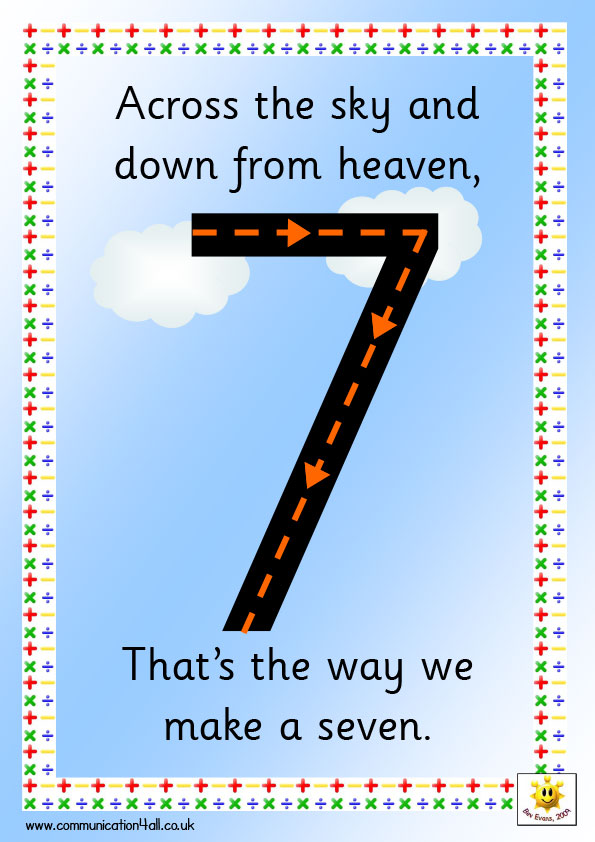 Across the sky and
down from heaven,
7
That's the way we
make a seven.
www.communication4all.co.uk
Bev Evans, 2009